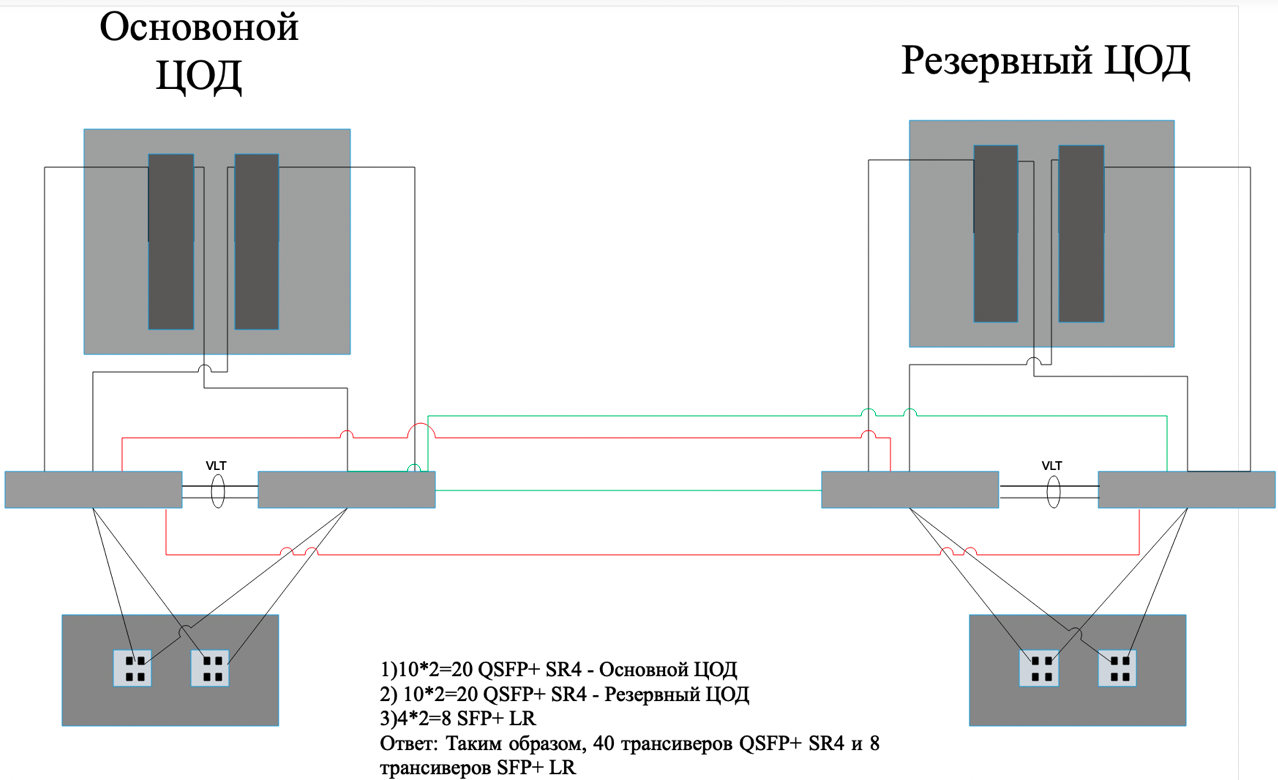 Основоной
ЦОД
Резервный ЦОД
VLT
VLT
1)10*2=20 QSFP+ SR4 - Основной ЦОД
2) 10*2=20 QSFP+ SR4 - Резервный ЦОД
3)4*2=8 SFP+ LR
Ответ: Таким образом, 40 трансиверов QSFP+ SR4 и 8
трансиверов SFP+ LR